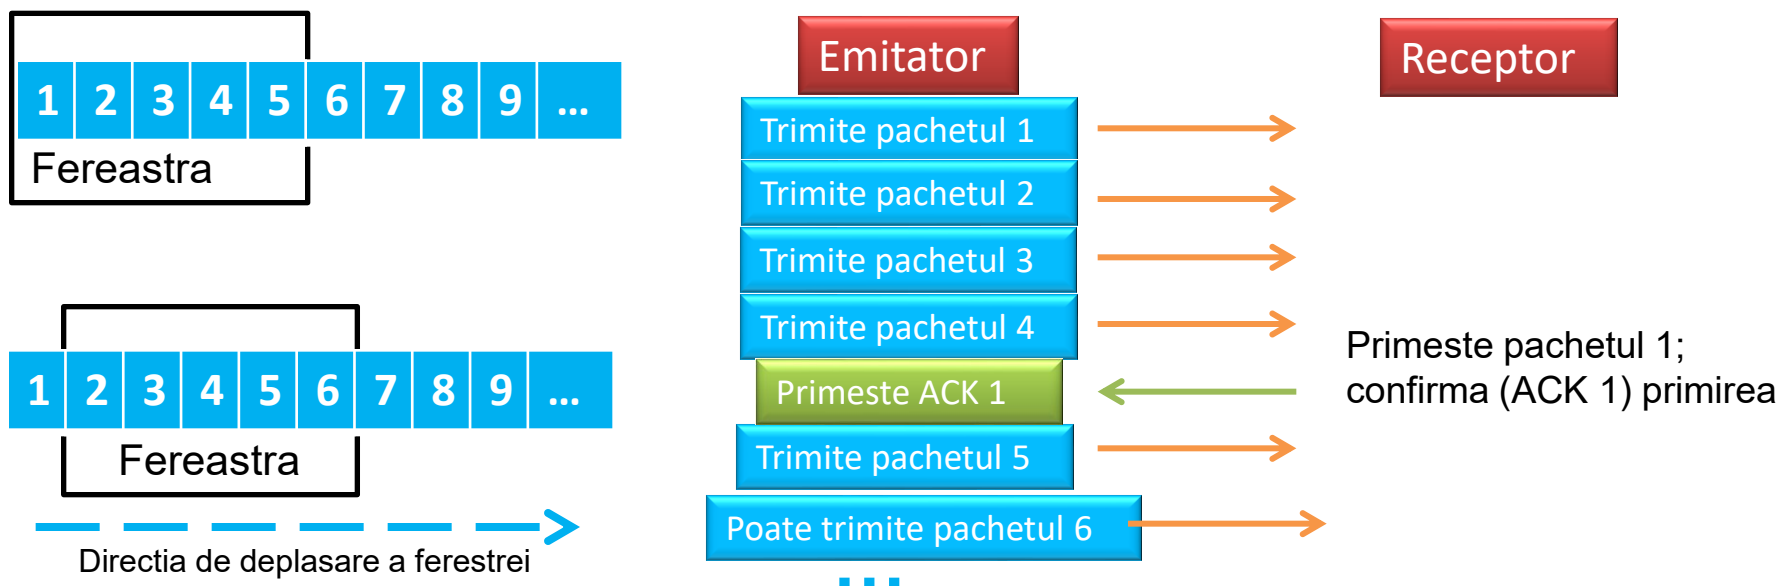 1 2 3 4 5 6 7 8 9 ...
Fereastra
1 2 3 4 5 6 7 8 9 ...
Fereastra
Directia de deplasare a ferestrei
Emitator
Trimite pachetul 1
Trimite pachetul 2
Trimite pachetul 3
Trimite pachetul 4
Primeste ACK 1
Trimite pachetul 5
Poate trimite pachetul 6
...
Receptor
Primeste pachetul 1;
confirma (ACK 1) primirea